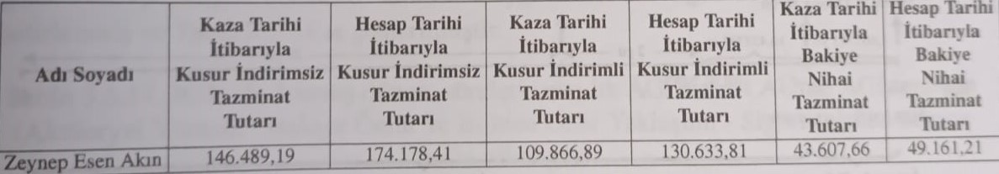 Adı Soyadı
Kaza Tarihi
İtibarıyla
Kusur İndirimsiz
Tazminat
Tutarı
Hesap Tarihi
İtibarıyla
Kusur İndirimsiz
Tazminat
Tutarı
Kaza Tarihi
İtibarıyla
Kusur İndirimli
Tazminat
Tutarı
Hesap Tarihi
İtibarıyla
Kusur İndirimli
Tazminat
Tutarı
Kaza Tarihi
İtibarıyla
Bakiye
Nihai
Tazminat
Tutarı
Hesap Tarihi
İtibarıyla
Bakiye
Nihai
Tazminat
Tutarı
Zeynep Esen Akın 146.489,19 174.178,41 109.866,89 130.633,81 43.607,66 49.161,21